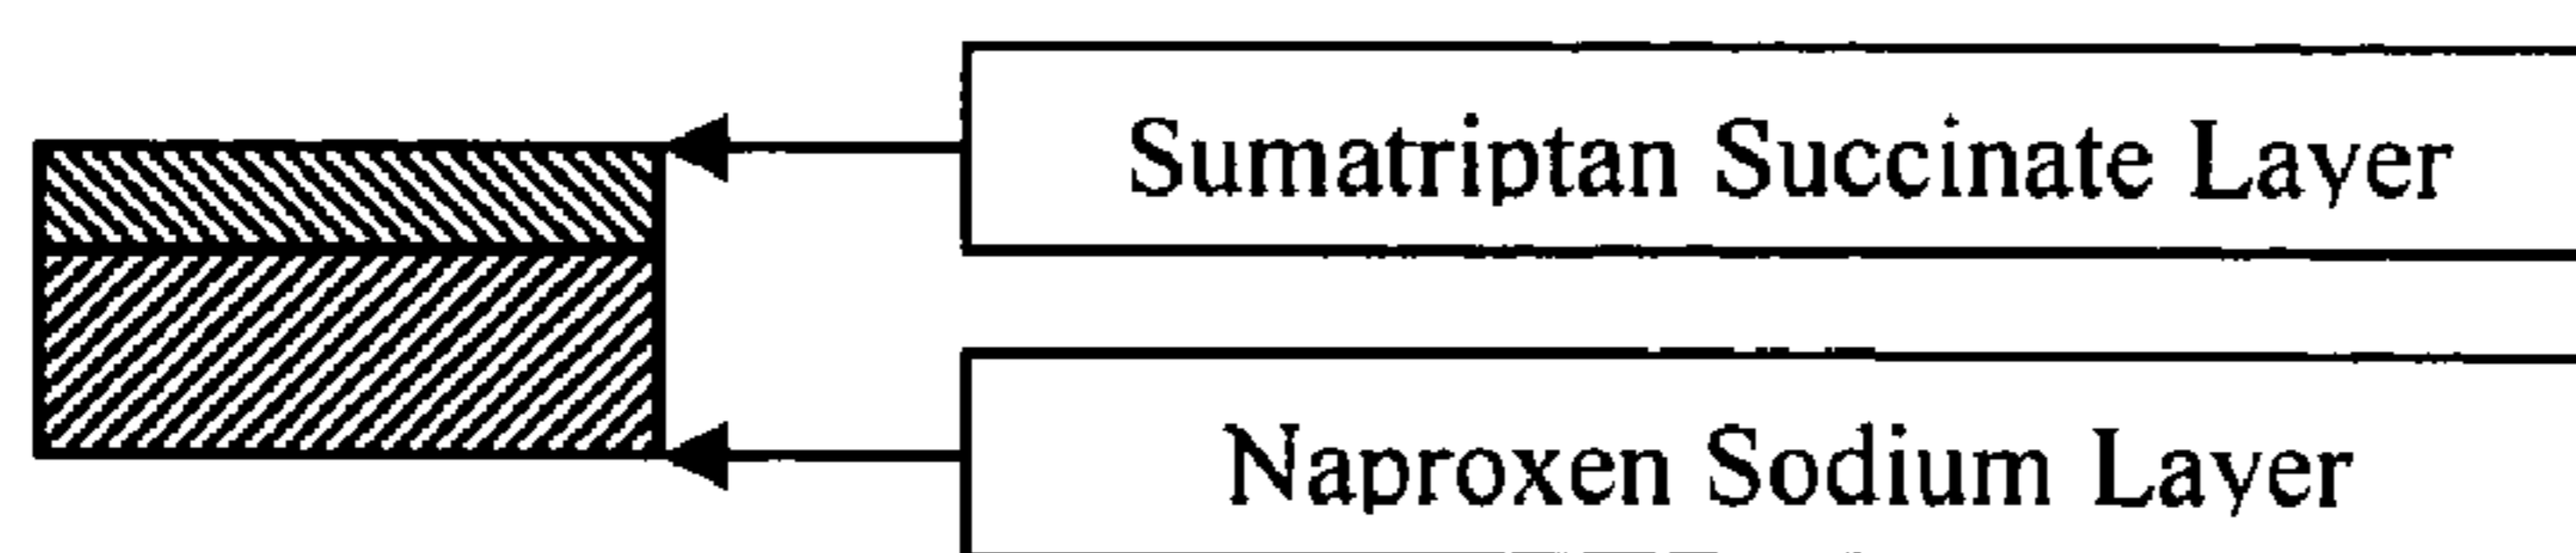 Sumatriptan Succinate Layer
Naproxen Sodium Layer